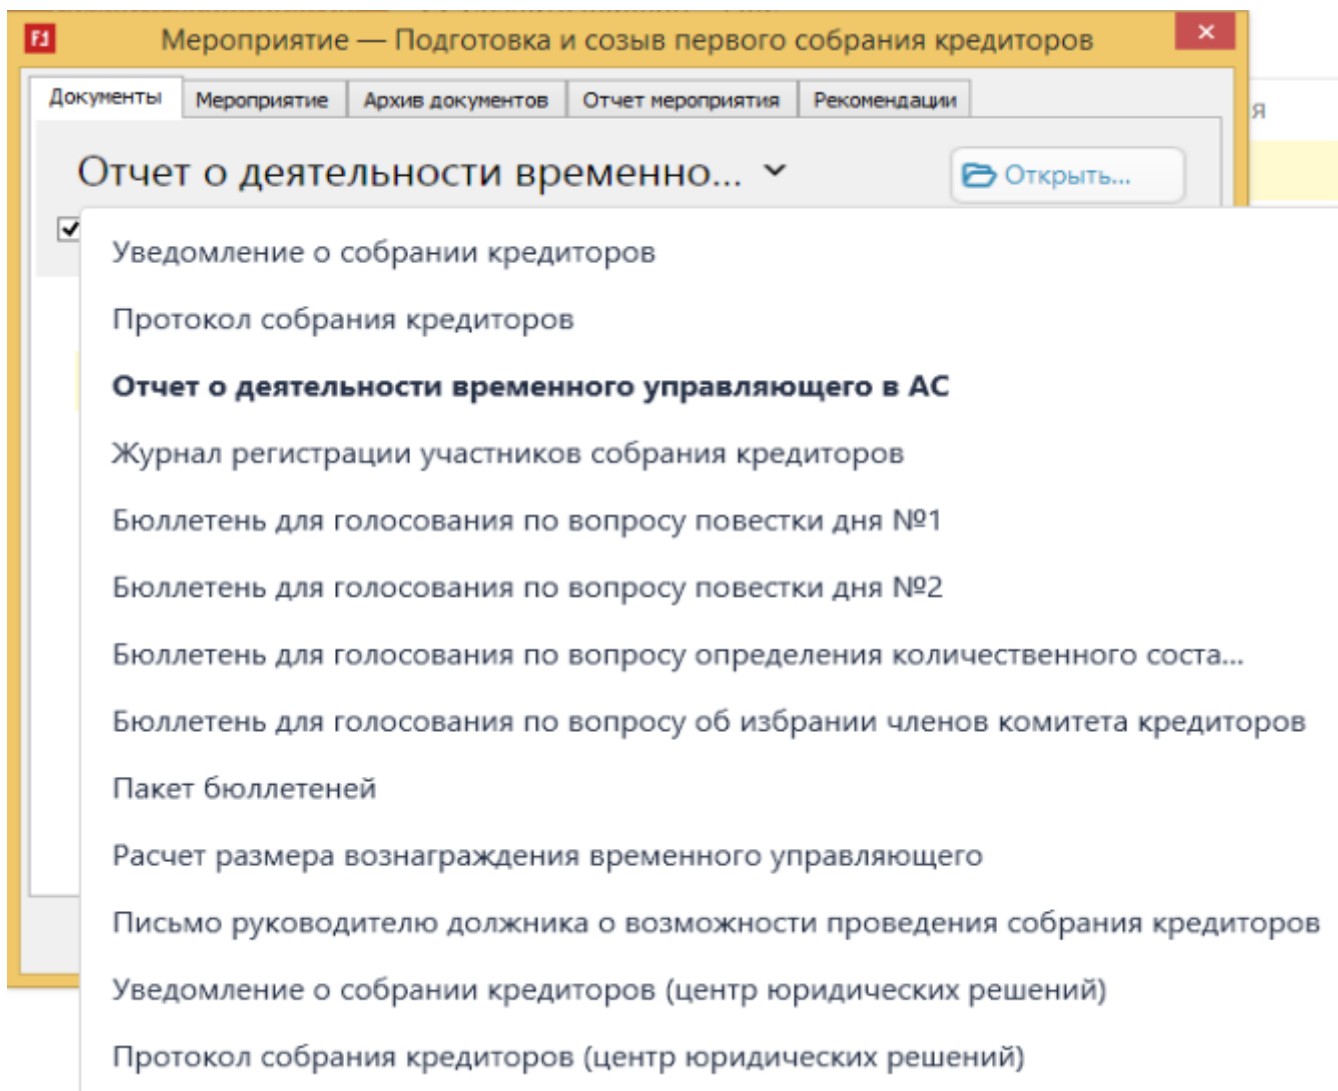 Мероприятие — Подготовка и созыв первого собрания кредиторов
Документы Мероприятие Архив документов Отчет мероприятия Рекомендации
я
Отчет о деятельности временно... Открыть...
Уведомление о собрании кредиторов
Протокол собрания кредиторов
Отчет о деятельности временного управляющего в АС
Журнал регистрации участников собрания кредиторов
Бюллетень для голосования по вопросу повестки дня №1
Бюллетень для голосования по вопросу повестки дня №2
Бюллетень для голосования по вопросу определения количественного соста...
Бюллетень для голосования по вопросу об избрании членов комитета кредиторов
Пакет бюллетеней
Расчет размера вознаграждения временного управляющего
Письмо руководителю должника о возможности проведения собрания кредиторов
Уведомление о собрании кредиторов (центр юридических решений)
Протокол собрания кредиторов (центр юридических решений)